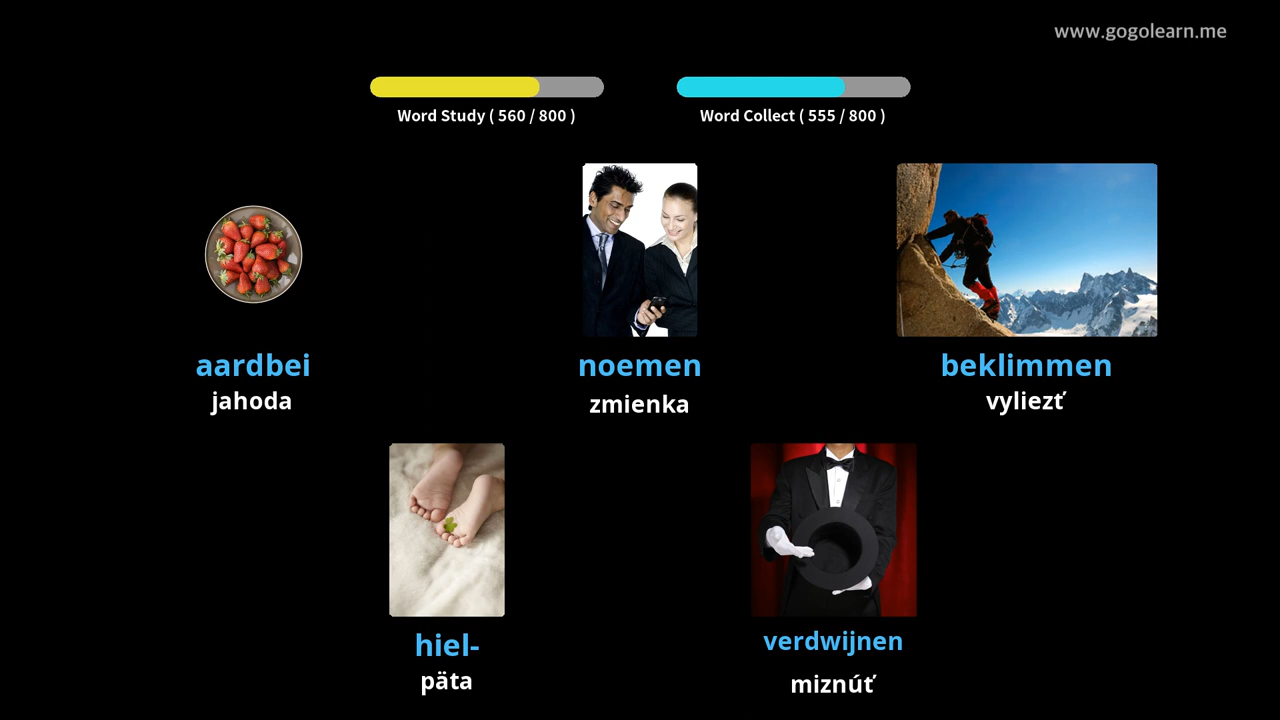 www.gogolearn.me
Word Study ( 560 / 800 )
Word Collect ( 555 / 800 )
aardbei
jahoda
noemen
zmienka
beklimmen
vyliezť
hiel-
päta
verdwijnen
miznúť